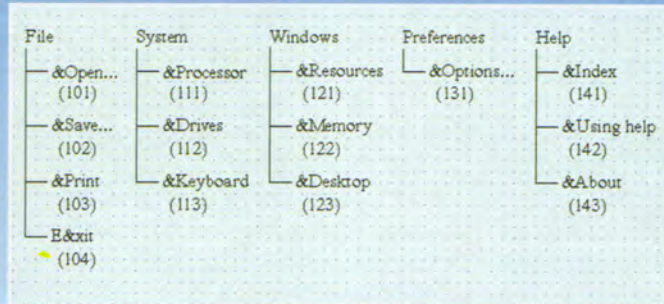 File System Windows Preferences Help
&Open... &Processor &Resources &Options... &Index
(101) (111) (121) (131) (141)
&Save... &Drives &Memory &Using help
(102) (112) (122) (142)
&Print &Keyboard &Desktop &About
(103) (113) (123) (143)
E&xit
(104)